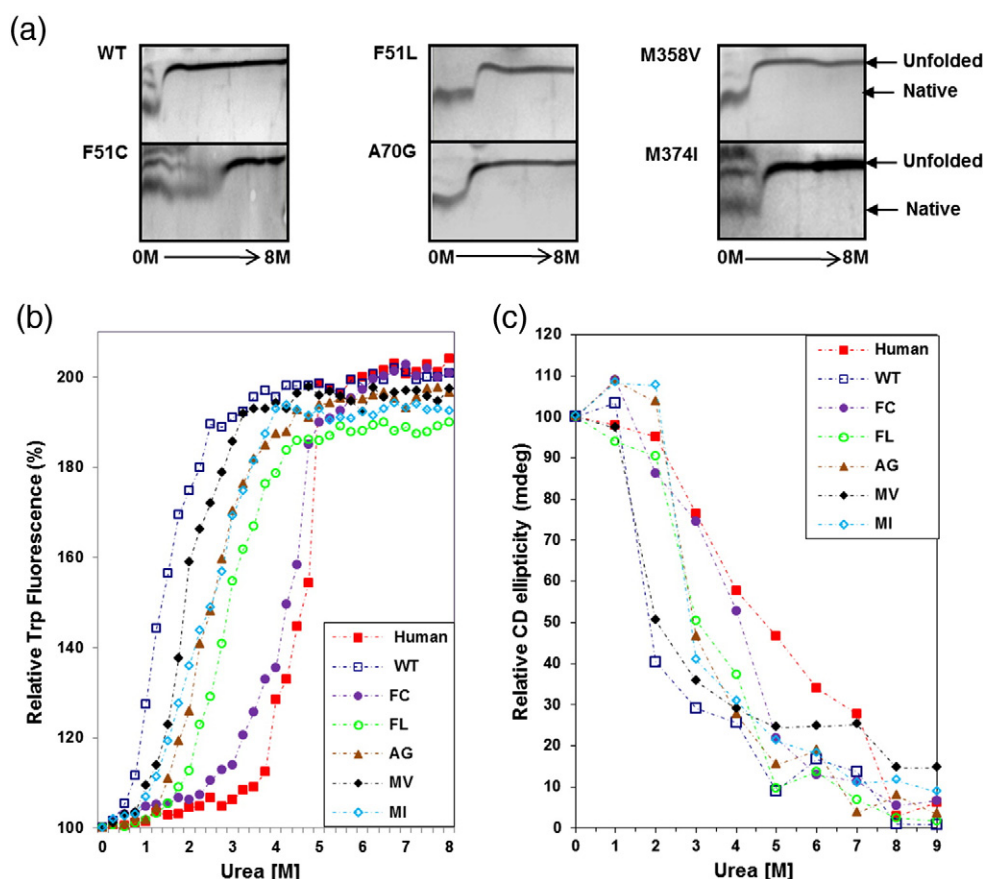 (a)
WT
F51L
M358V
Unfolded
Native
F51C
A70G
M374I
Unfolded
Native
0M 8M
0M 8M
0M 8M
(b)
Relative Trp Fluorescence (%)
200
180
160
140
120
100
0 1 2 3 4 5 6 7 8
Urea [M]
Human
WT
FC
FL
AG
MV
MI
(c)
Relative CD ellipticity (mdeg)
120
110
100
90
80
70
60
50
40
30
20
10
0
0 1 2 3 4 5 6 7 8 9
Urea [M]
Human
WT
FC
FL
AG
MV
MI